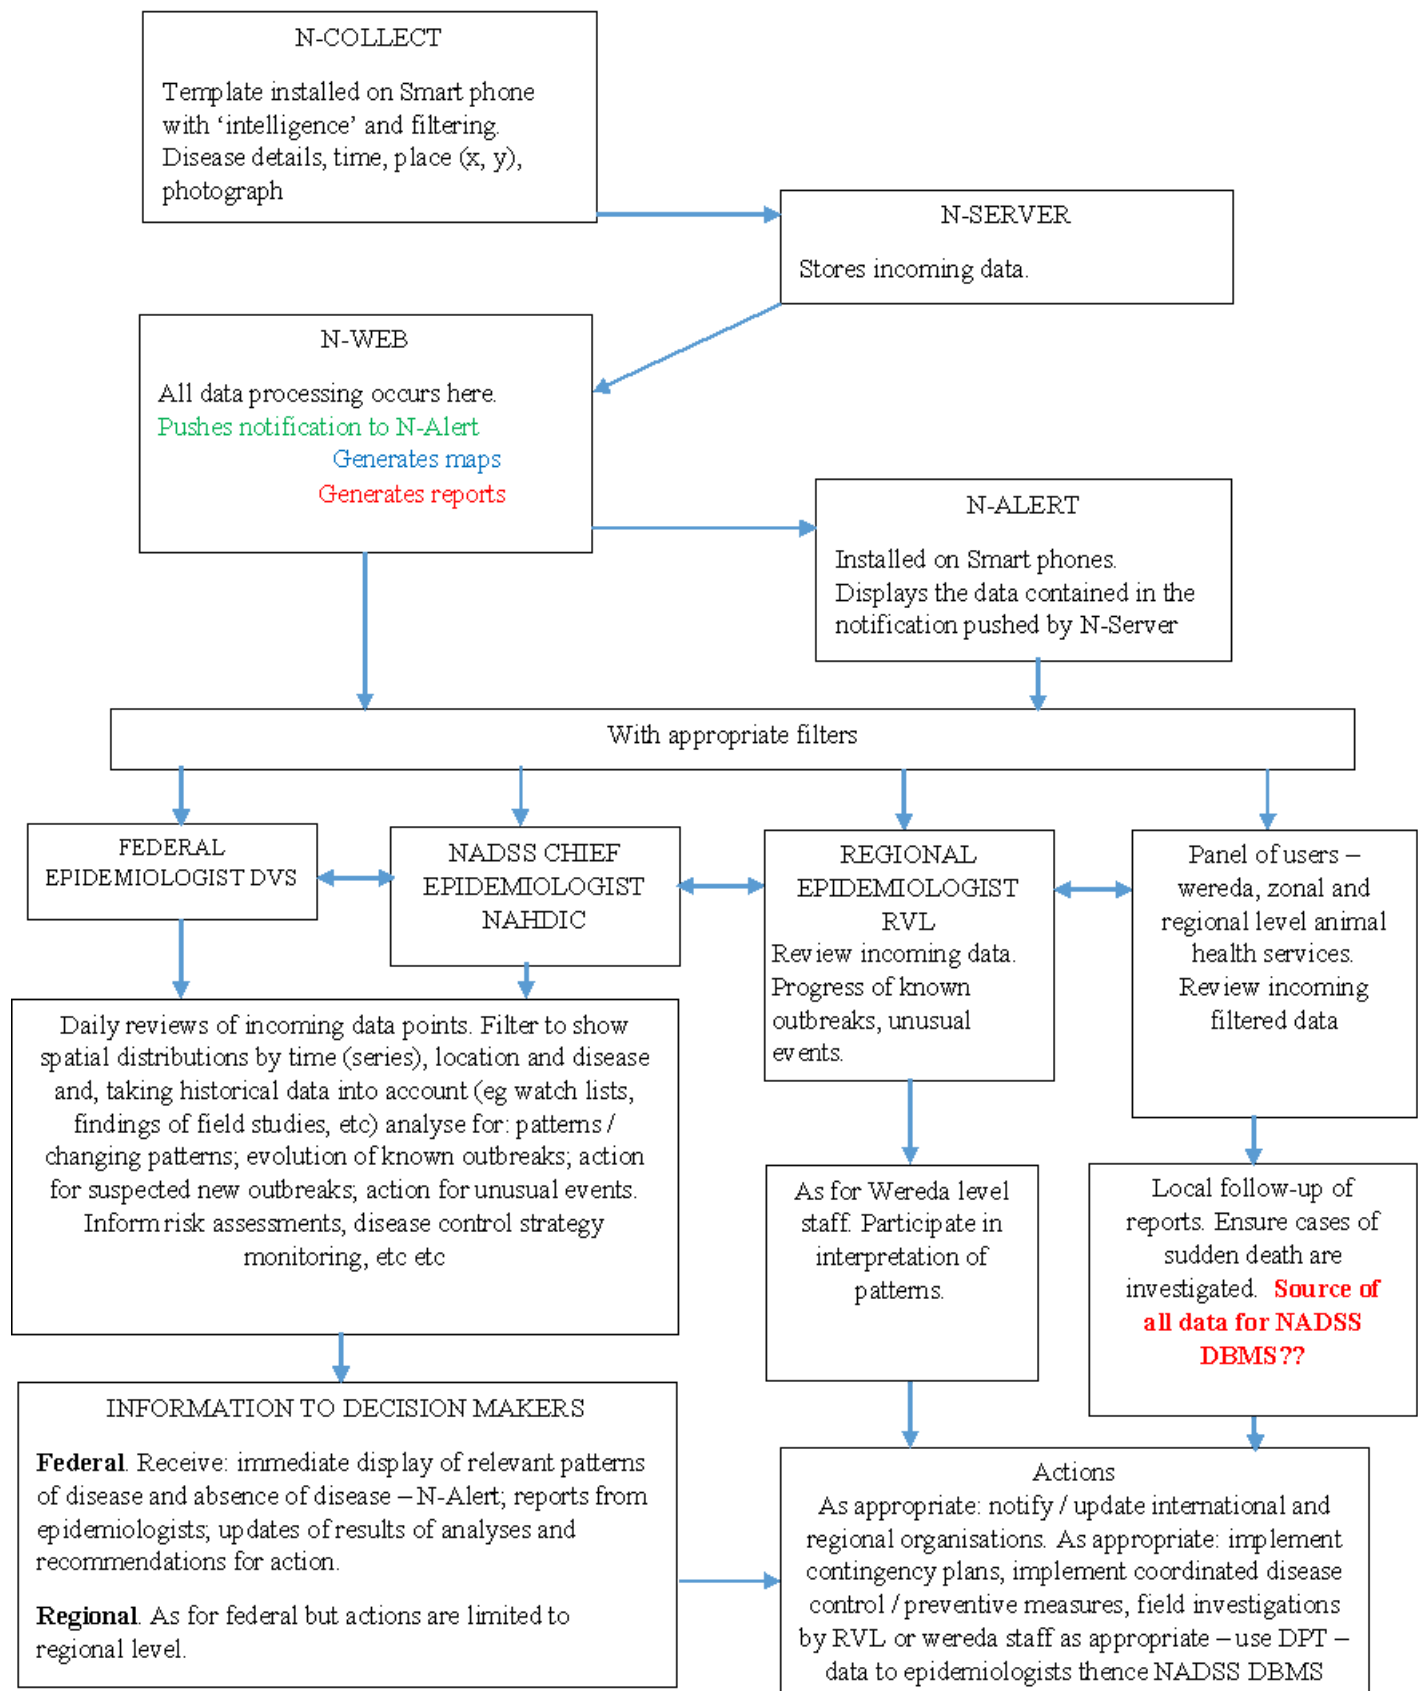 N-COLLECT
Template installed on Smart phone
with ‘intelligence’ and filtering.
Disease details, time, place (x, y),
photograph
N-SERVER
Stores incoming data.
N-WEB
All data processing occurs here.
Pushes notification to N-Alert
Generates maps
Generates reports
N-ALERT
Installed on Smart phones.
Displays the data contained in the
notification pushed by N-Server
With appropriate filters
FEDERAL
EPIDEMIOLOGIST DVS
NADSS CHIEF
EPIDEMIOLOGIST
NAHDIC
REGIONAL
EPIDEMIOLOGIST
RVL
Review incoming data.
Progress of known
outbreaks, unusual
events.
Panel of users –
wereda, zonal and
regional level animal
health services.
Review incoming
filtered data
Daily reviews of incoming data points. Filter to show
spatial distributions by time (series), location and disease
and, taking historical data into account (eg watch lists,
findings of field studies, etc) analyse for: patterns /
changing patterns; evolution of known outbreaks; action
for suspected new outbreaks; action for unusual events.
Inform risk assessments, disease control strategy
monitoring, etc etc
As for Wereda level
staff. Participate in
interpretation of
patterns.
Local follow-up of
reports. Ensure cases of
sudden death are
investigated. Source of
all data for NADSS
DBMS??
INFORMATION TO DECISION MAKERS
Federal. Receive: immediate display of relevant patterns
of disease and absence of disease – N-Alert; reports from
epidemiologists; updates of results of analyses and
recommendations for action.
Regional. As for federal but actions are limited to
regional level.
Actions
As appropriate: notify / update international and
regional organisations. As appropriate: implement
contingency plans, implement coordinated disease
control / preventive measures, field investigations
by RVL or wereda staff as appropriate – use DPT –
data to epidemiologists thence NADSS DBMS